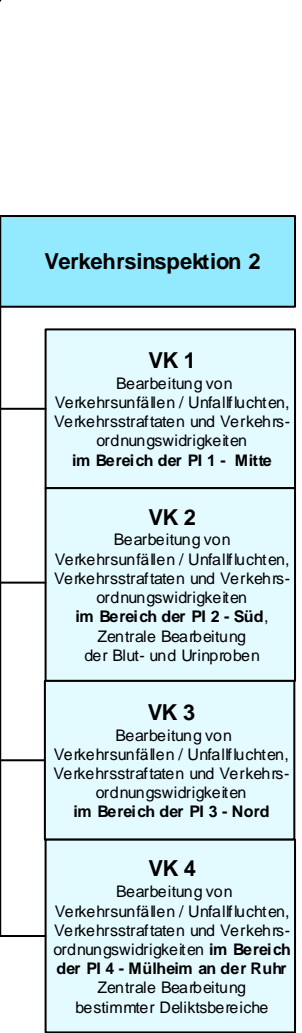 Verkehrsinspektion 2
VK 1
Bearbeitung von
Verkehrsunfällen / Unfallfluchten,
Verkehrsstraftaten und Verkehrs-
ordnungswidrigkeiten
im Bereich der PI 1 - Mitte
VK 2
Bearbeitung von
Verkehrsunfällen / Unfallfluchten,
Verkehrsstraftaten und Verkehrs-
ordnungswidrigkeiten
im Bereich der PI 2 - Süd,
Zentrale Bearbeitung
der Blut- und Urinproben
VK 3
Bearbeitung von
Verkehrsunfällen / Unfallfluchten,
Verkehrsstraftaten und Verkehrs-
ordnungswidrigkeiten
im Bereich der PI 3 - Nord
VK 4
Bearbeitung von
Verkehrsunfällen / Unfallfluchten,
Verkehrsstraftaten und Verkehrs-
ordnungswidrigkeiten im Bereich
der PI 4 - Mülheim an der Ruhr
Zentrale Bearbeitung
bestimmter Deliktsbereiche